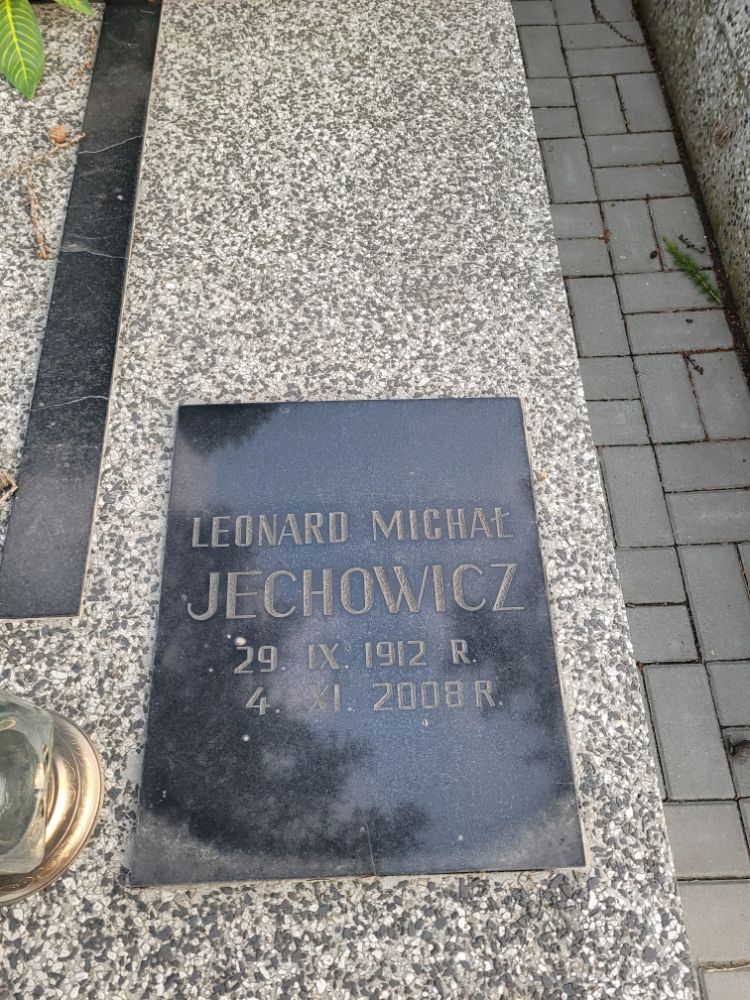 LEONARD MICHAŁ
JECHOWICZ
29. IX. 1912 R.
4. XI. 2008 R.